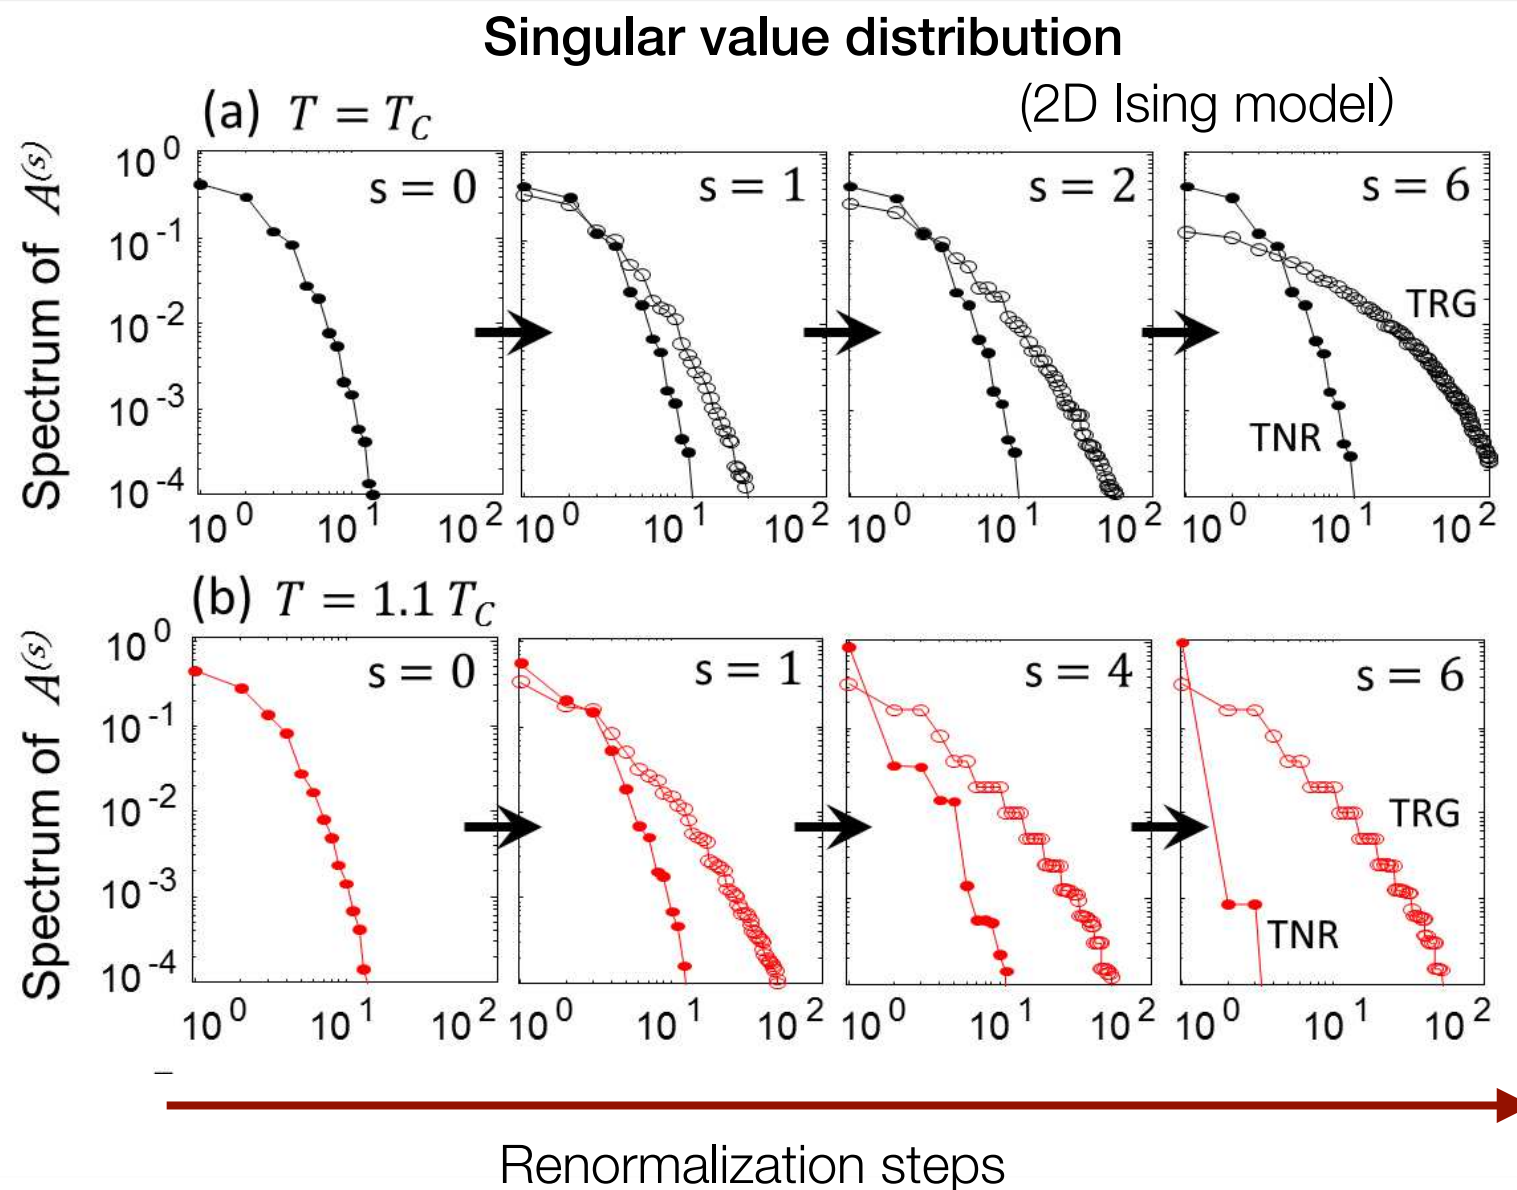 Singular value distribution
(2D Ising model)
(a) T = T_C
Spectrum of A^(s)
10^0
10^-1
10^-2
10^-3
10^-4
s = 0
s = 1
s = 2
s = 6
TRG
TNR
10^0 10^1 10^2 10^0 10^1 10^2 10^0 10^1 10^2 10^0 10^1 10^2
(b) T = 1.1 T_C
Spectrum of A^(s)
10^0
10^-1
10^-2
10^-3
10^-4
s = 0
s = 1
s = 4
s = 6
TRG
TNR
10^0 10^1 10^2 10^0 10^1 10^2 10^0 10^1 10^2 10^0 10^1 10^2
Renormalization steps